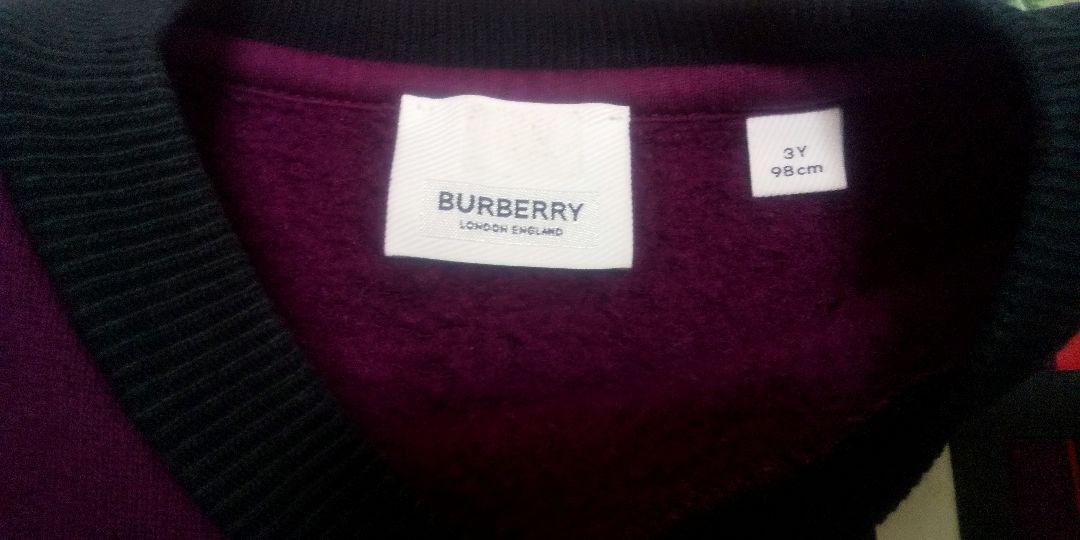 BURBERRY
LONDON ENGLAND
3Y
98cm